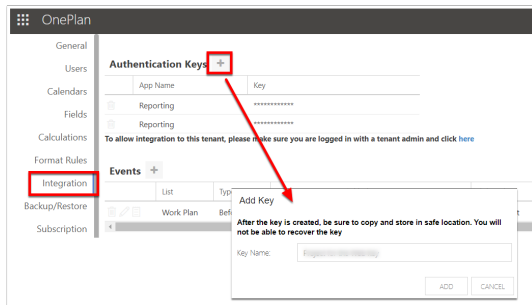 OnePlan
General
Users
Calendars
Fields
Calculations
Format Rules
Integration
Backup/Restore
Subscription
Authentication Keys +
App Name Key
Reporting ************
Reporting ************
To allow integration to this tenant, please make sure you are logged in with a tenant admin and click here
Events +
List
Work Plan
Add Key
After the key is created, be sure to copy and store in safe location. You will
not be able to recover the key
Key Name:
ADD CANCEL